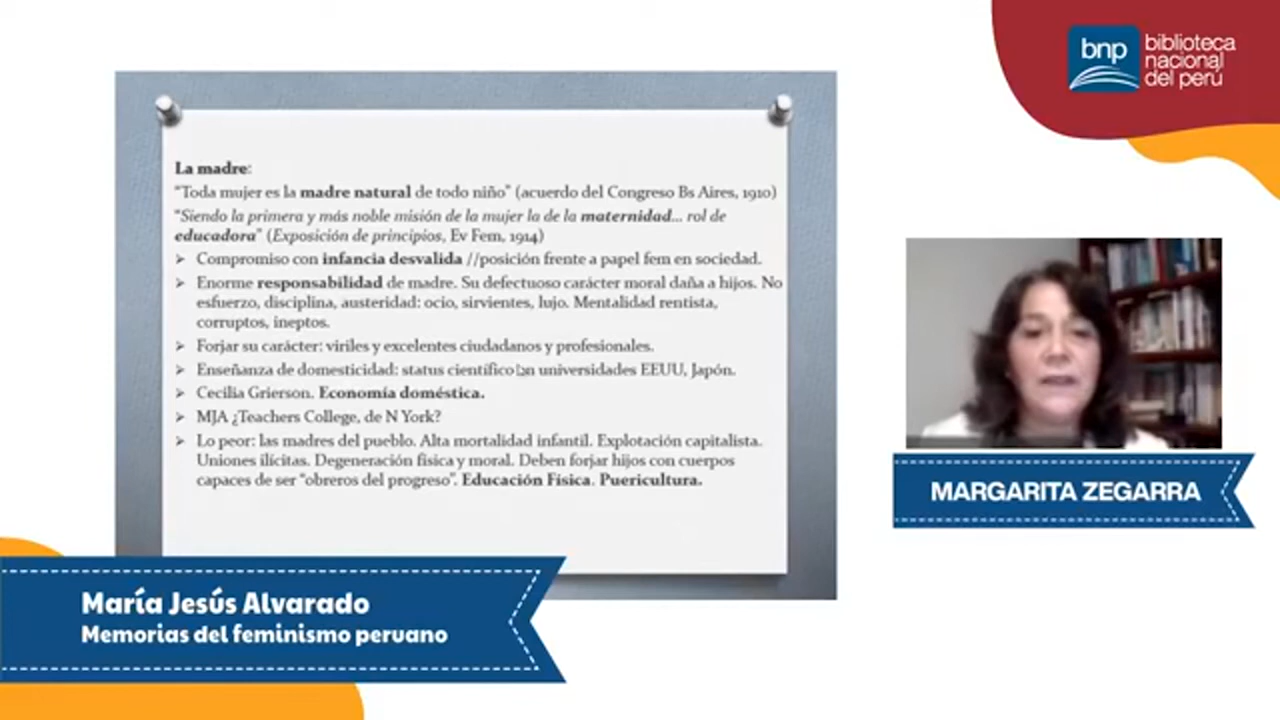 bnp
biblioteca
nacional
del perú
La madre:
"Toda mujer es la madre natural de todo niño" (acuerdo del Congreso Bs Aires, 1910)
"Siendo la primera y más noble misión de la mujer la de la maternidad... rol de
educadora" (Exposición de principios, Ev Fem, 1914)
➤ Compromiso con infancia desvalida //posición frente a papel fem en sociedad.
➤ Enorme responsabilidad de madre. Su defectuoso carácter moral daña a hijos. No
esfuerzo, disciplina, austeridad: ocio, sirvientes, lujo. Mentalidad rentista,
corruptos, ineptos.
➤ Forjar su carácter: viriles y excelentes ciudadanos y profesionales.
➤ Enseñanza de domesticidad: status científico en universidades EEUU, Japón.
➤ Cecilia Grierson. Economía doméstica.
➤ MJA ¿Teachers College, de N York?
➤ Lo peor: las madres del pueblo. Alta mortalidad infantil. Explotación capitalista.
Uniones ilícitas. Degeneración física y moral. Deben forjar hijos con cuerpos
capaces de ser "obreros del progreso". Educación Física. Puericultura.
MARGARITA ZEGARRA
María Jesús Alvarado
Memorias del feminismo peruano